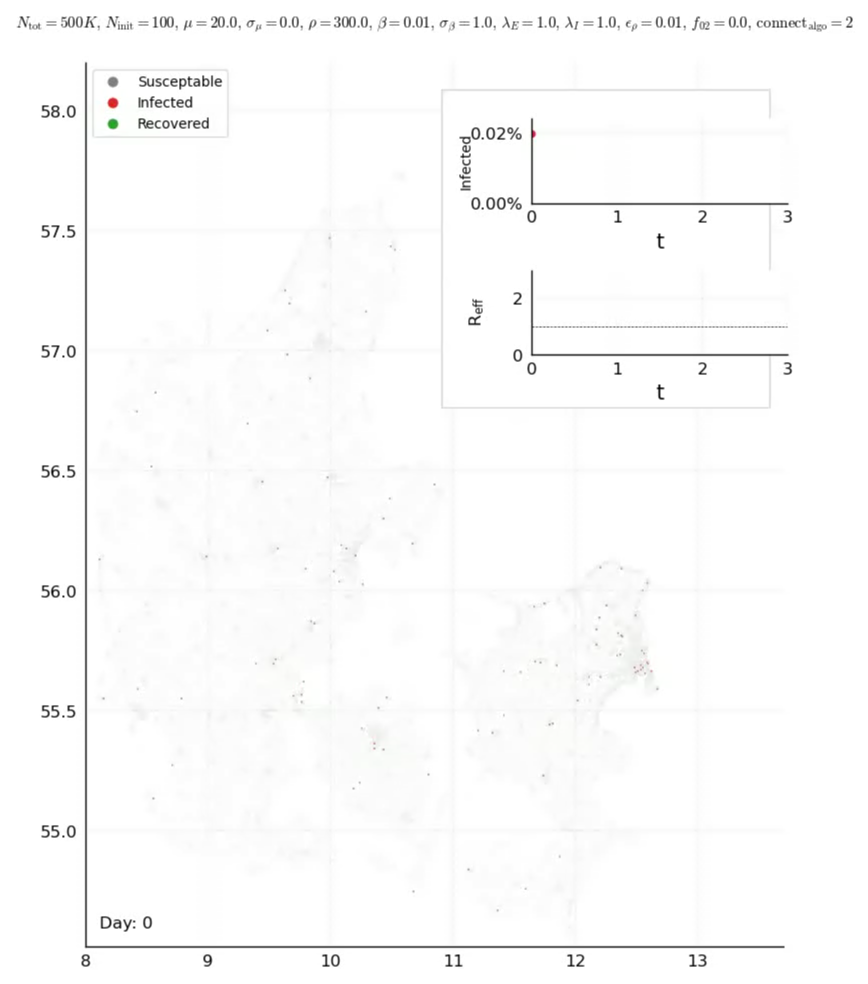 N_tot = 500K, N_init = 100, μ = 20.0, σ_μ = 0.0, ρ = 300.0, β = 0.01, σ_β = 1.0, λ_E = 1.0, λ_I = 1.0, ϵ_ρ = 0.01, f_02 = 0.0, connect_algo = 2
Susceptable
Infected
Recovered
58.0
57.5
57.0
56.5
56.0
55.5
55.0
Infected
0.02%
0.00%
0 1 2 3
t
R_eff
2
0
0 1 2 3
t
Day: 0
8 9 10 11 12 13